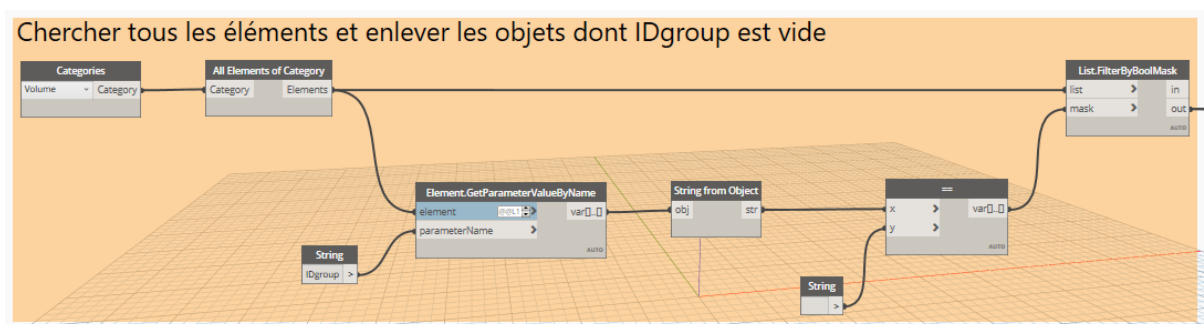 Chercher tous les éléments et enlever les objets dont IDgroup est vide
Categories
Volume Category
All Elements of Category
Category Elements
List.FilterByBoolMask
list > in
mask > out
AUTO
Element.GetParameterValueByName
element @@L1 > var[]..[]
parameterName >
AUTO
String from Object
obj str
==
x > var[]..[]
y >
AUTO
String
IDgroup >
String
>